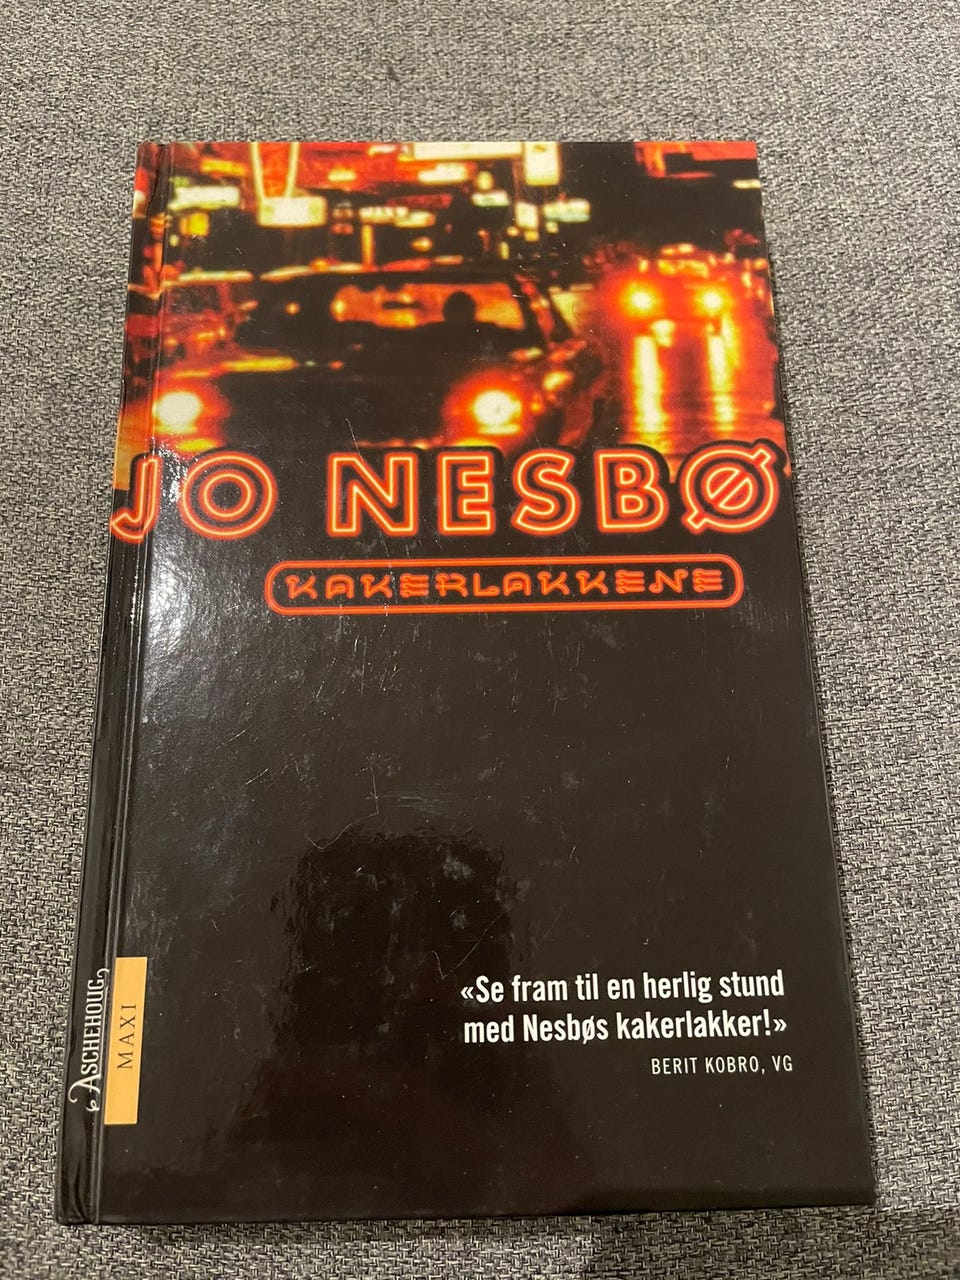 JO NESBØ
KAKERLAKKENE
«Se fram til en herlig stund
med Nesbøs kakerlakker!»
BERIT KOBRO, VG
ASCHEHOUG
MAXI